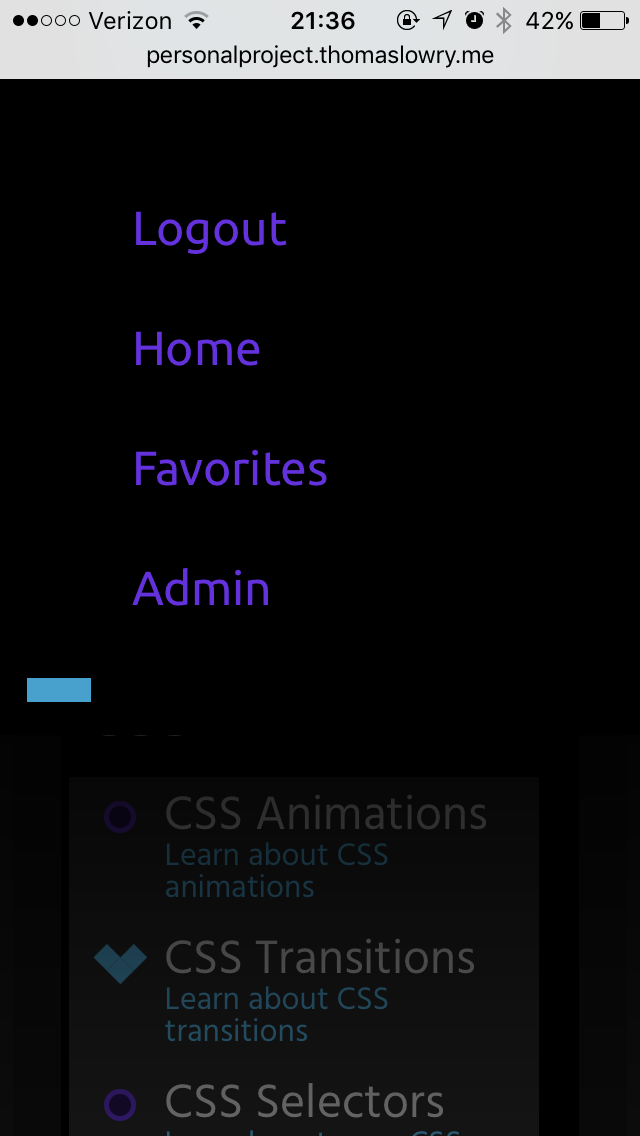 Verizon 21:36 42%
personalproject.thomaslowry.me
Logout
Home
Favorites
Admin
CSS Animations
Learn about CSS
animations
CSS Transitions
Learn about CSS
transitions
CSS Selectors